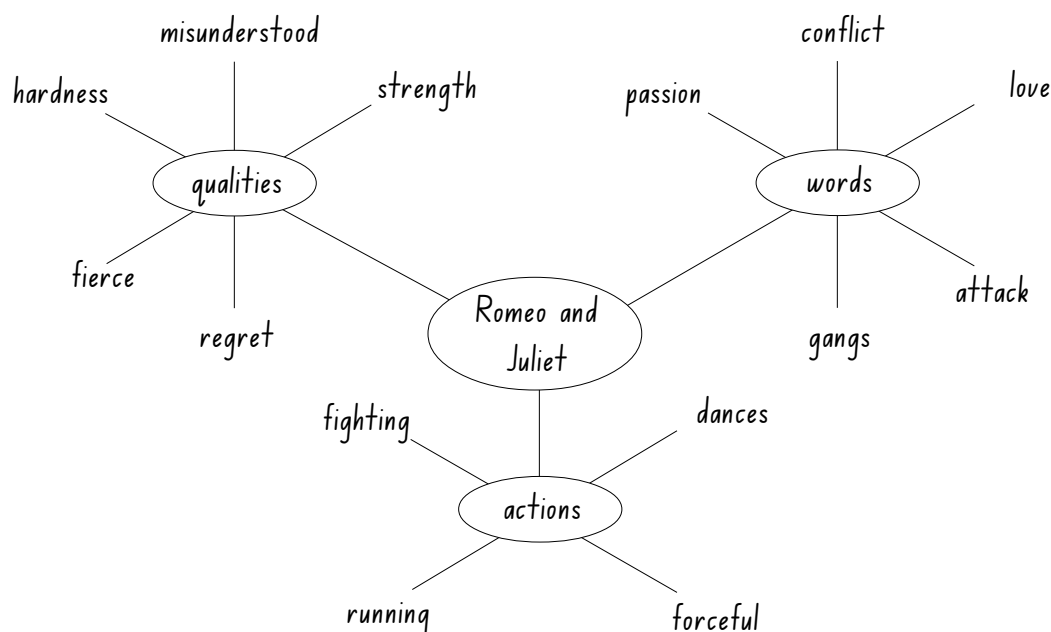 misunderstood
hardness
strength
qualities
fierce
regret
conflict
love
passion
words
attack
gangs
Romeo and
Juliet
fighting
dances
actions
running
forceful